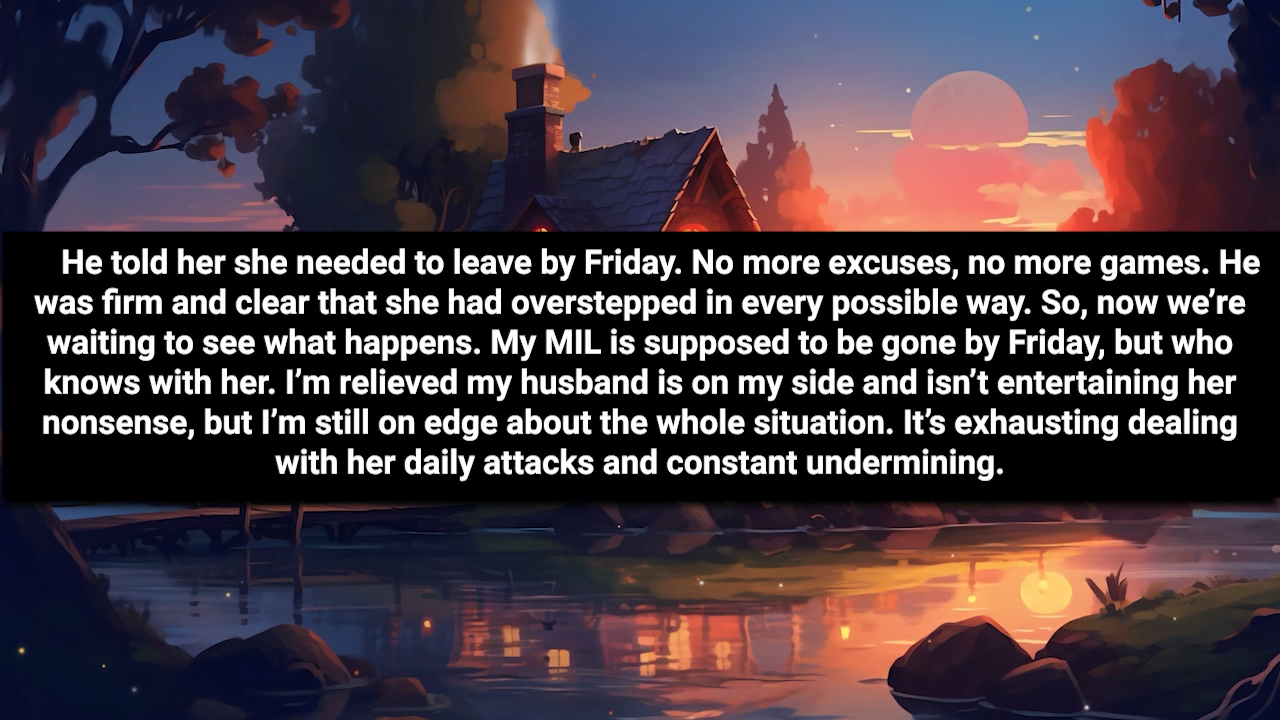 He told her she needed to leave by Friday. No more excuses, no more games. He
was firm and clear that she had overstepped in every possible way. So, now we’re
waiting to see what happens. My MIL is supposed to be gone by Friday, but who
knows with her. I’m relieved my husband is on my side and isn’t entertaining her
nonsense, but I’m still on edge about the whole situation. It’s exhausting dealing
with her daily attacks and constant undermining.